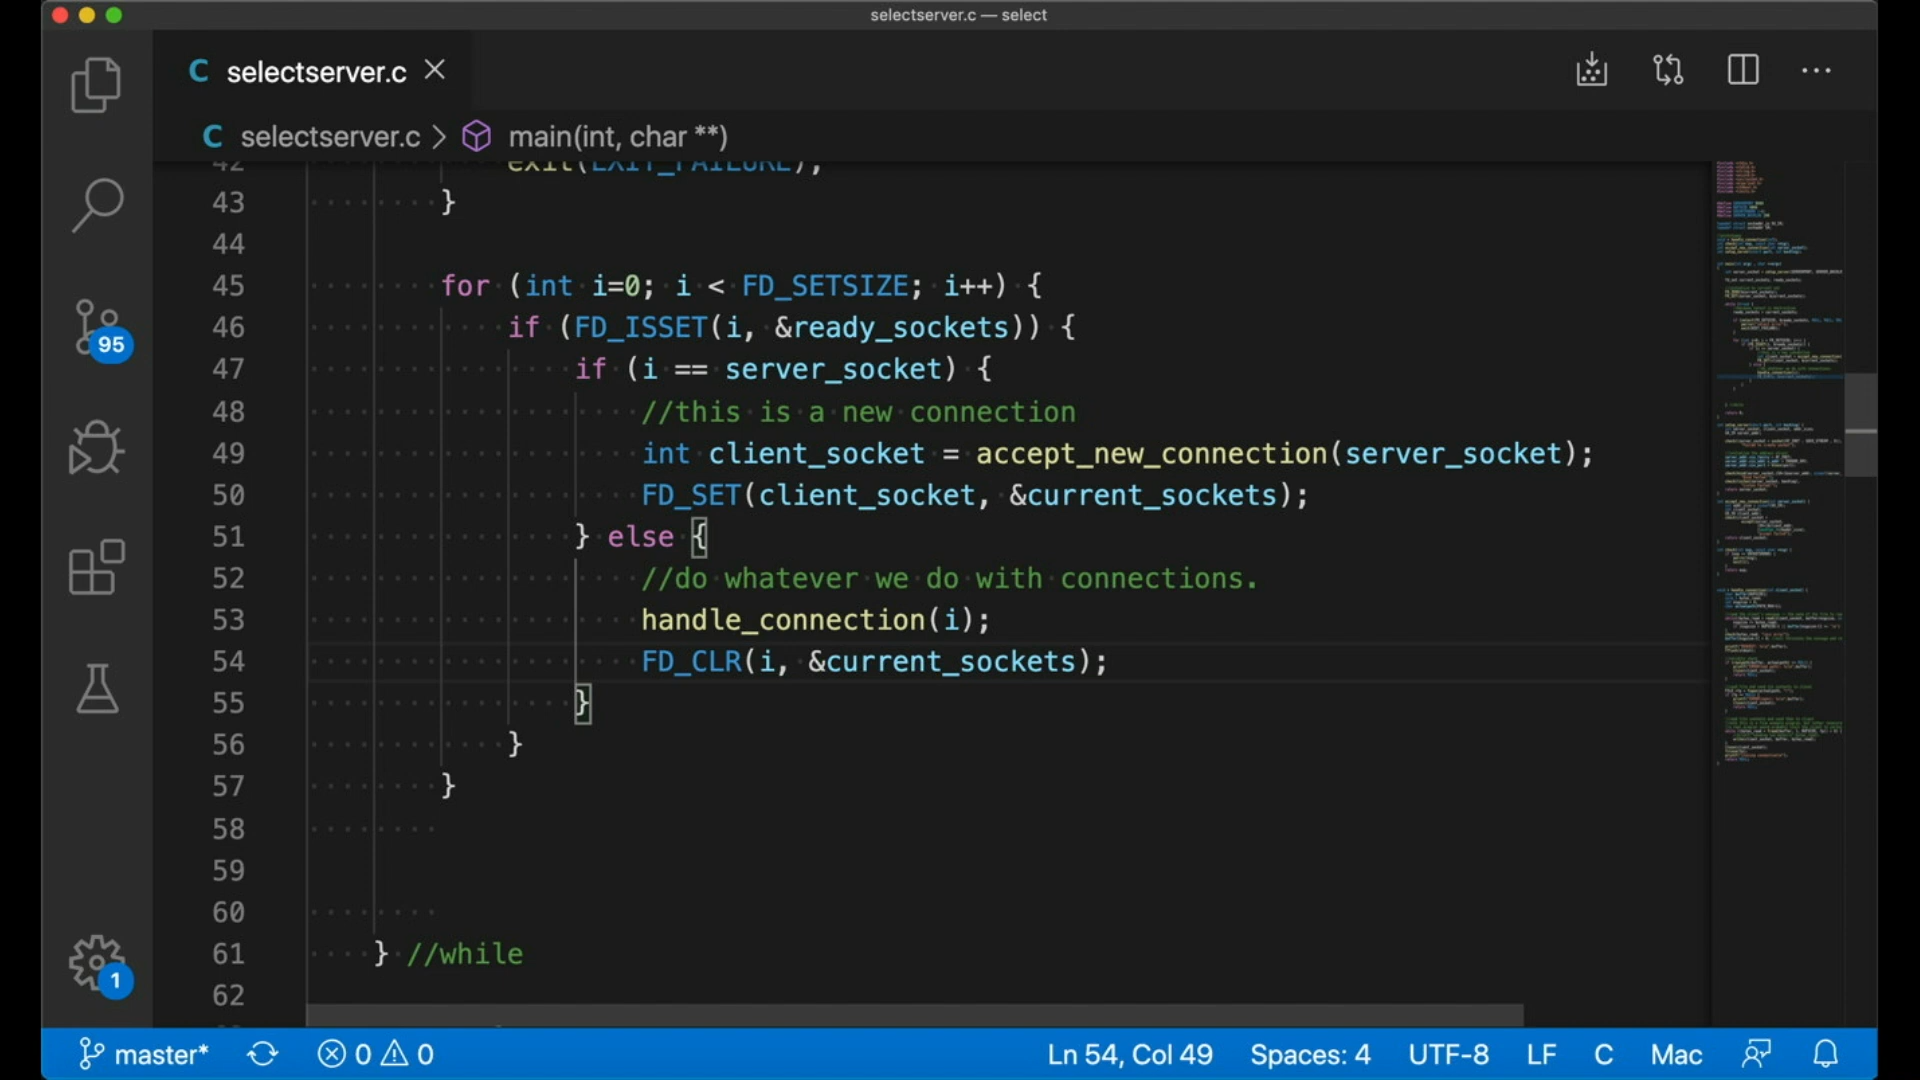 selectserver.c — select
C selectserver.c
C selectserver.c > main(int, char **)
42 exit(EXIT_FAILURE);
43 }
44
45 for (int i=0; i < FD_SETSIZE; i++) {
46 if (FD_ISSET(i, &ready_sockets)) {
47 if (i == server_socket) {
48 //this is a new connection
49 int client_socket = accept_new_connection(server_socket);
50 FD_SET(client_socket, &current_sockets);
51 } else {
52 //do whatever we do with connections.
53 handle_connection(i);
54 FD_CLR(i, &current_sockets);
55 }
56 }
57 }
58
59
60
61 } //while
62
95
1
master* 0 0 Ln 54, Col 49 Spaces: 4 UTF-8 LF C Mac